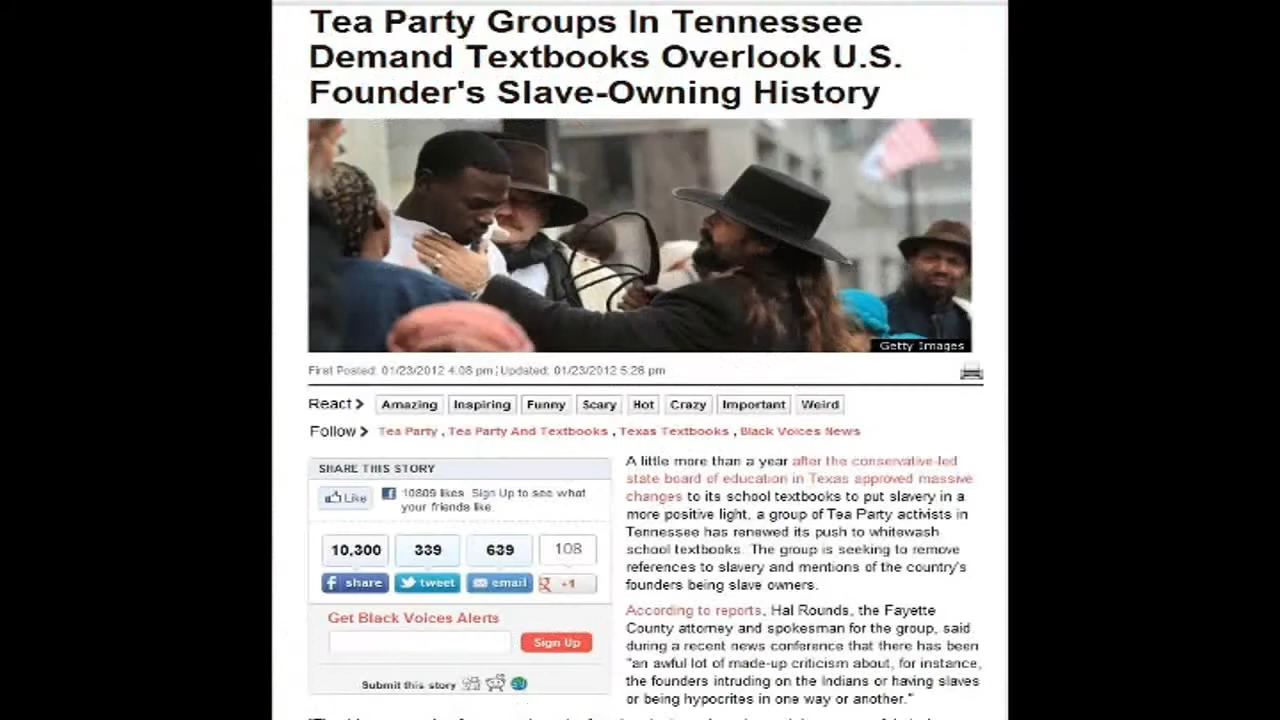 Tea Party Groups In Tennessee
Demand Textbooks Overlook U.S.
Founder's Slave-Owning History
Getty Images
First Posted: 01/23/2012 4:08 pm | Updated: 01/23/2012 5:28 pm
React > Amazing Inspiring Funny Scary Hot Crazy Important Weird
Follow > Tea Party , Tea Party And Textbooks , Texas Textbooks , Black Voices News
SHARE THIS STORY
Like 10809 likes. Sign Up to see what
your friends like.
10,300 339 639 108
share tweet email +1
Get Black Voices Alerts
Sign Up
Submit this story
A little more than a year after the conservative-led
state board of education in Texas approved massive
changes to its school textbooks to put slavery in a
more positive light, a group of Tea Party activists in
Tennessee has renewed its push to whitewash
school textbooks. The group is seeking to remove
references to slavery and mentions of the country's
founders being slave owners.
According to reports, Hal Rounds, the Fayette
County attorney and spokesman for the group, said
during a recent news conference that there has been
"an awful lot of made-up criticism about, for instance,
the founders intruding on the Indians or having slaves
or being hypocrites in one way or another."